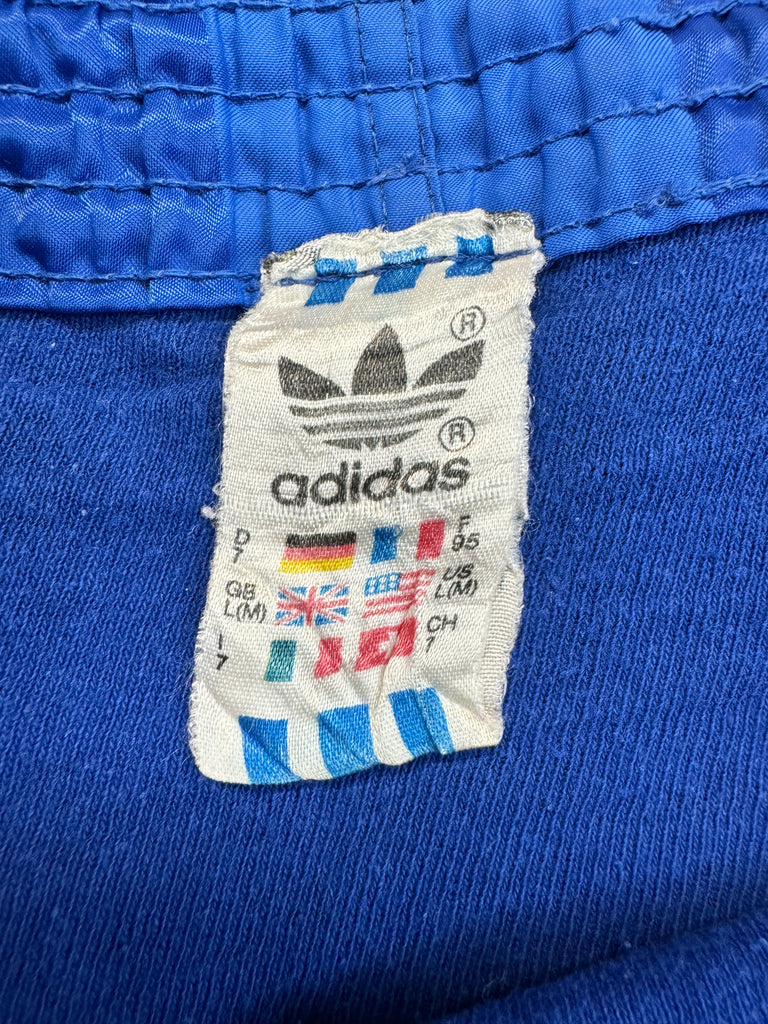 ®
®
adidas
D 7
F 95
GB L(M)
US L(M)
I 7
CH 7